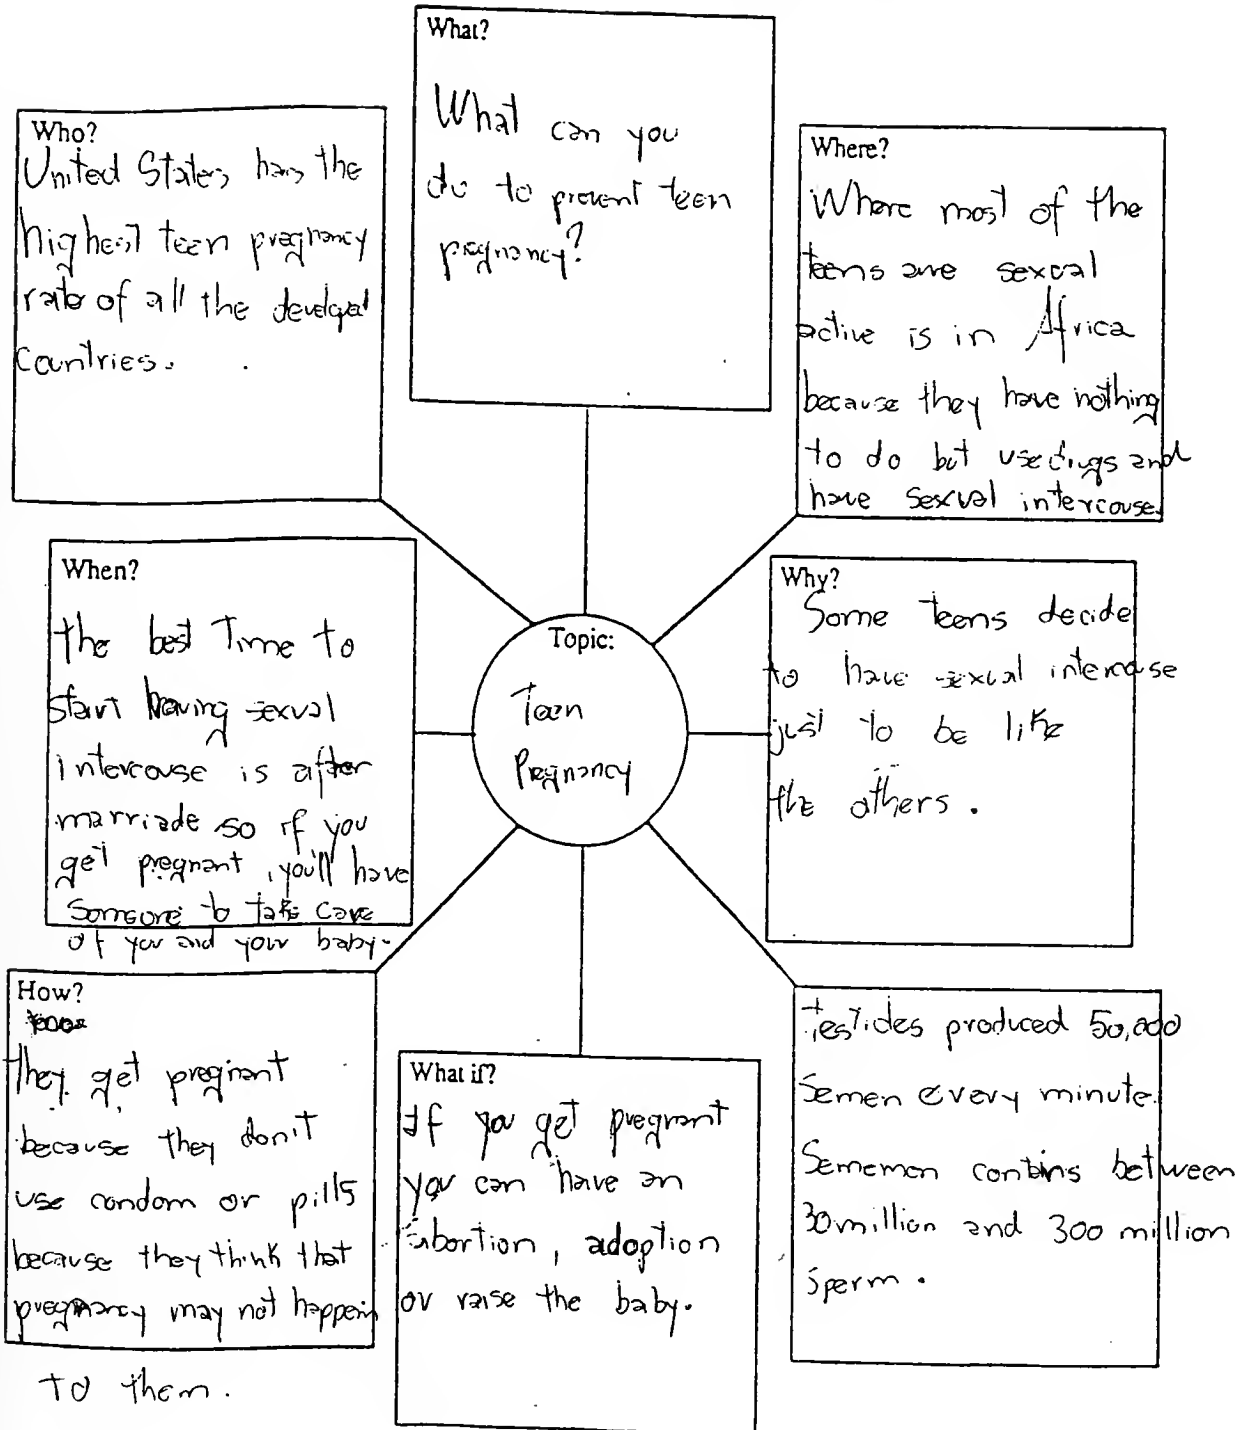 What?
What can you
do to prevent teen
pregnancy?
Who?
United States has the
highest teen pregnancy
rate of all the developed
countries.
Where?
Where most of the
teens are sexual
active is in Africa
because they have nothing
to do but use drugs and
have sexual intercouse.
When?
the best Time to
start having sexual
intercouse is after
marriade so if you
get pregnant, you'll have
someone to take care
of you and your baby.
Topic:
Teen
Pregnancy
Why?
Some teens decide
to have sexual intercouse
just to be like
the others.
How?
they get pregnant
because they don't
use condom or pills
because they think that
pregnancy may not happein
to them.
What if?
If you get pregnant
you can have an
abortion, adoption
or raise the baby.
Testides produced 50,000
Semen every minute.
Sememen contains between
30 million and 300 million
sperm.